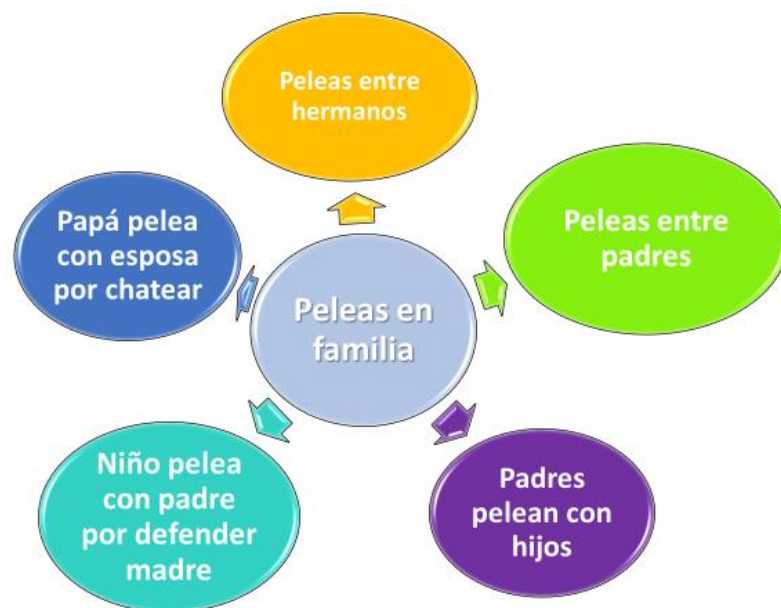 Peleas entre
hermanos
Peleas entre
padres
Padres
pelean con
hijos
Niño pelea
con padre
por defender
madre
Papá pelea
con esposa
por chatear
Peleas en
familia